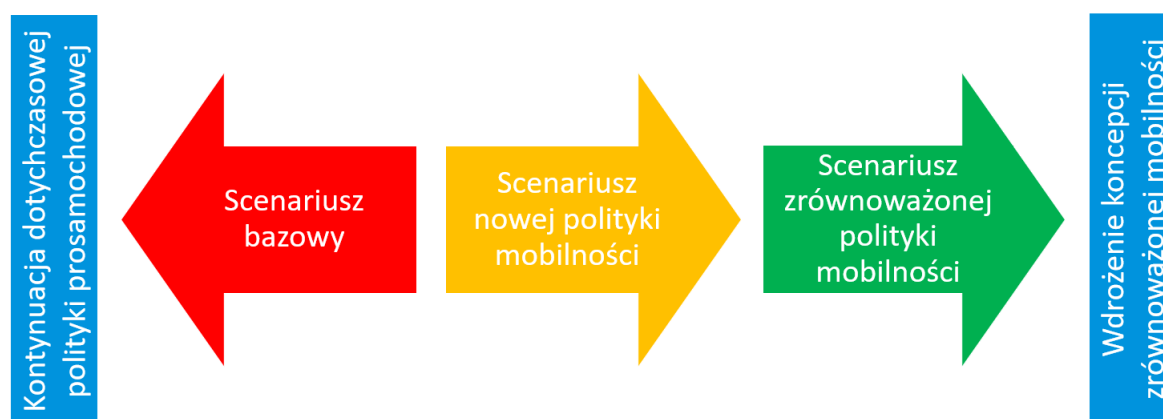 Kontynuacja dotychczasowej
polityki prosamochodowej
Scenariusz
bazowy
Scenariusz
nowej polityki
mobilności
Scenariusz
zrównoważonej
polityki
mobilności
Wdrożenie koncepcji
zrównoważonej mobilności